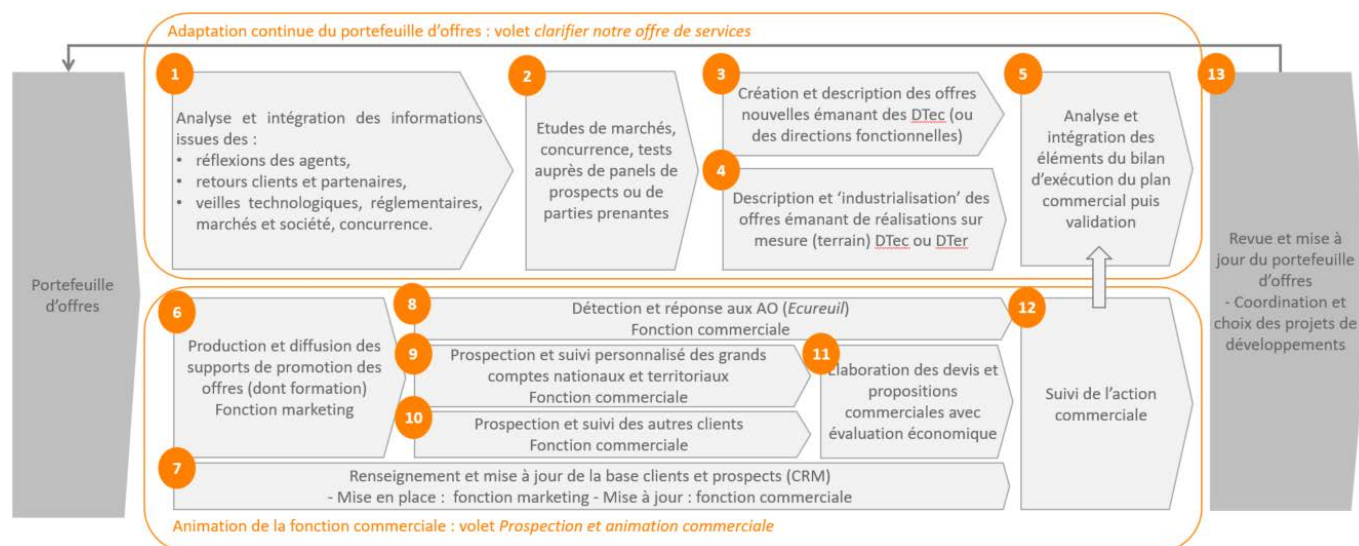 Adaptation continue du portefeuille d'offres : volet clarifier notre offre de services
Portefeuille
d'offres
1
Analyse et intégration des informations
issues des :
• réflexions des agents,
• retours clients et partenaires,
• veilles technologiques, réglementaires,
marchés et société, concurrence.
2
Etudes de marchés,
concurrence, tests
auprès de panels de
prospects ou de
parties prenantes
3
Création et description des offres
nouvelles émanant des DTec (ou
des directions fonctionnelles)
4
Description et 'industrialisation' des
offres émanant de réalisations sur
mesure (terrain) DTec ou DTer
5
Analyse et
intégration des
éléments du bilan
d'exécution du plan
commercial puis
validation
6
Production et diffusion des
supports de promotion des
offres (dont formation)
Fonction marketing
7
Renseignement et mise à jour de la base clients et prospects (CRM)
- Mise en place : fonction marketing - Mise à jour : fonction commerciale
8
Détection et réponse aux AO (Ecureuil)
Fonction commerciale
9
Prospection et suivi personnalisé des grands
comptes nationaux et territoriaux
Fonction commerciale
10
Prospection et suivi des autres clients
Fonction commerciale
11
Elaboration des devis et
propositions
commerciales avec
évaluation économique
12
Suivi de l'action
commerciale
13
Revue et mise à
jour du portefeuille
d'offres
- Coordination et
choix des projets de
développements
Animation de la fonction commerciale : volet Prospection et animation commerciale